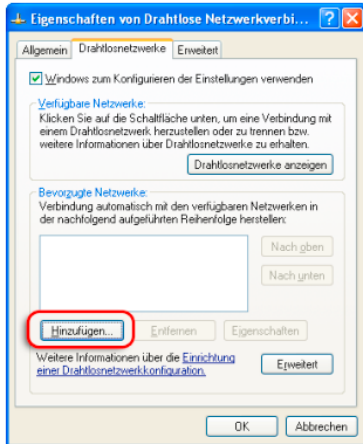 Eigenschaften von Drahtlose Netzwerkverbi...
Allgemein Drahtlosnetzwerke Erweitert
Windows zum Konfigurieren der Einstellungen verwenden
Verfügbare Netzwerke:
Klicken Sie auf die Schaltfläche unten, um eine Verbindung mit
einem Drahtlosnetzwerk herzustellen oder zu trennen bzw.
weitere Informationen über Drahtlosnetzwerke zu erhalten.
Drahtlosnetzwerke anzeigen
Bevorzugte Netzwerke:
Verbindung automatisch mit den verfügbaren Netzwerken in
der nachfolgend aufgeführten Reihenfolge herstellen:
Nach oben
Nach unten
Hinzufügen... Entfernen Eigenschaften
Weitere Informationen über die Einrichtung
einer Drahtlosnetzwerkkonfiguration.
Erweitert
OK Abbrechen